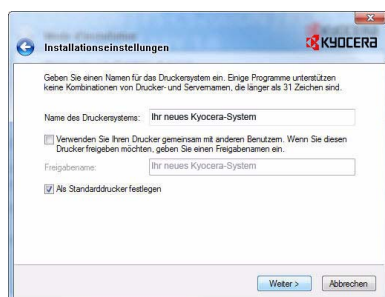 Installationseinstellungen
KYOCERA
Geben Sie einen Namen für das Druckersystem ein. Einige Programme unterstützen
keine Kombinationen von Drucker- und Servernamen, die länger als 31 Zeichen sind.
Name des Druckersystems: Ihr neues Kyocera-System
Verwenden Sie Ihren Drucker gemeinsam mit anderen Benutzern. Wenn Sie diesen
Drucker freigeben möchten, geben Sie einen Freigabenamen ein.
Freigabename: Ihr neues Kyocera-System
Als Standarddrucker festlegen
Weiter > Abbrechen